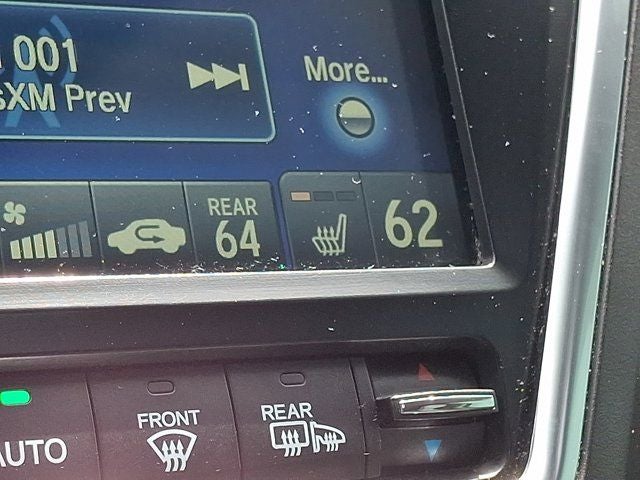 001
More...
sXM Prev
REAR
64
62
AUTO
FRONT
REAR